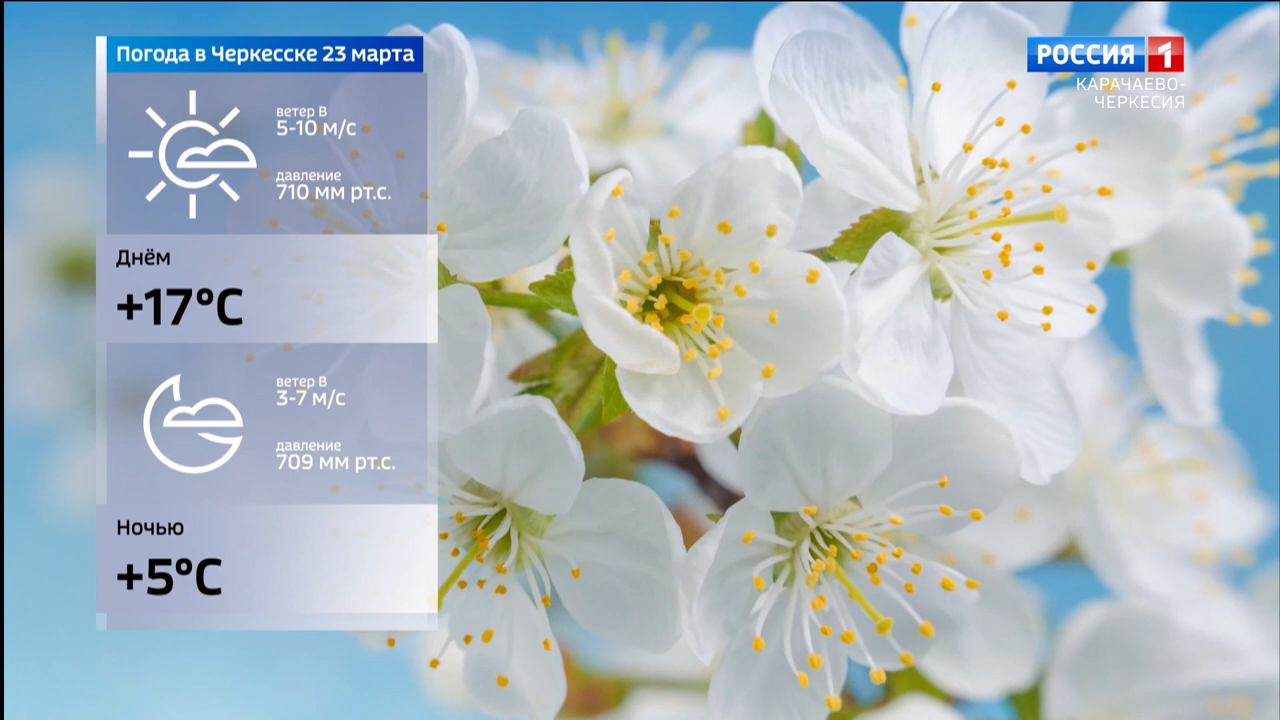 Погода в Черкесске 23 марта
ветер В
5-10 м/с
давление
710 мм рт.с.
Днём
+17°C
ветер В
3-7 м/с
давление
709 мм рт.с.
Ночью
+5°C
РОССИЯ 1
КАРАЧАЕВО-
ЧЕРКЕСИЯ